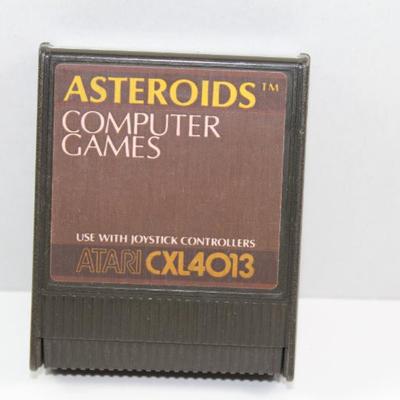 ASTEROIDS™
COMPUTER
GAMES
USE WITH JOYSTICK CONTROLLERS
ATARI CXL4013